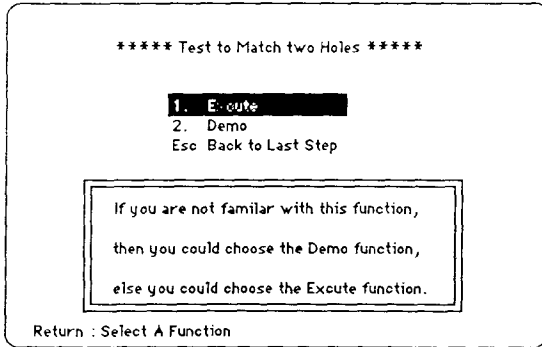 ***** Test to Match two Holes *****
1. Excute
2. Demo
Esc Back to Last Step
If you are not familar with this function,
then you could choose the Demo function,
else you could choose the Excute function.
Return : Select A Function